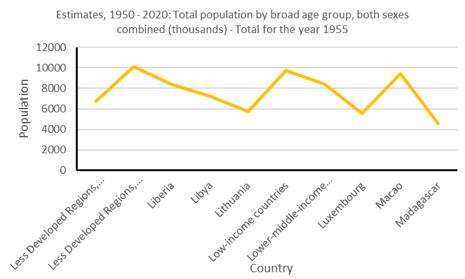 Estimates, 1950 - 2020: Total population by broad age group, both sexes
combined (thousands) - Total for the year 1955
Population
12000
10000
8000
6000
4000
2000
0
Less Developed Regions,...
Less Developed Regions,...
Liberia
Libya
Lithuania
Low-income countries
Lower-middle-income...
Luxembourg
Macao
Madagascar
Country